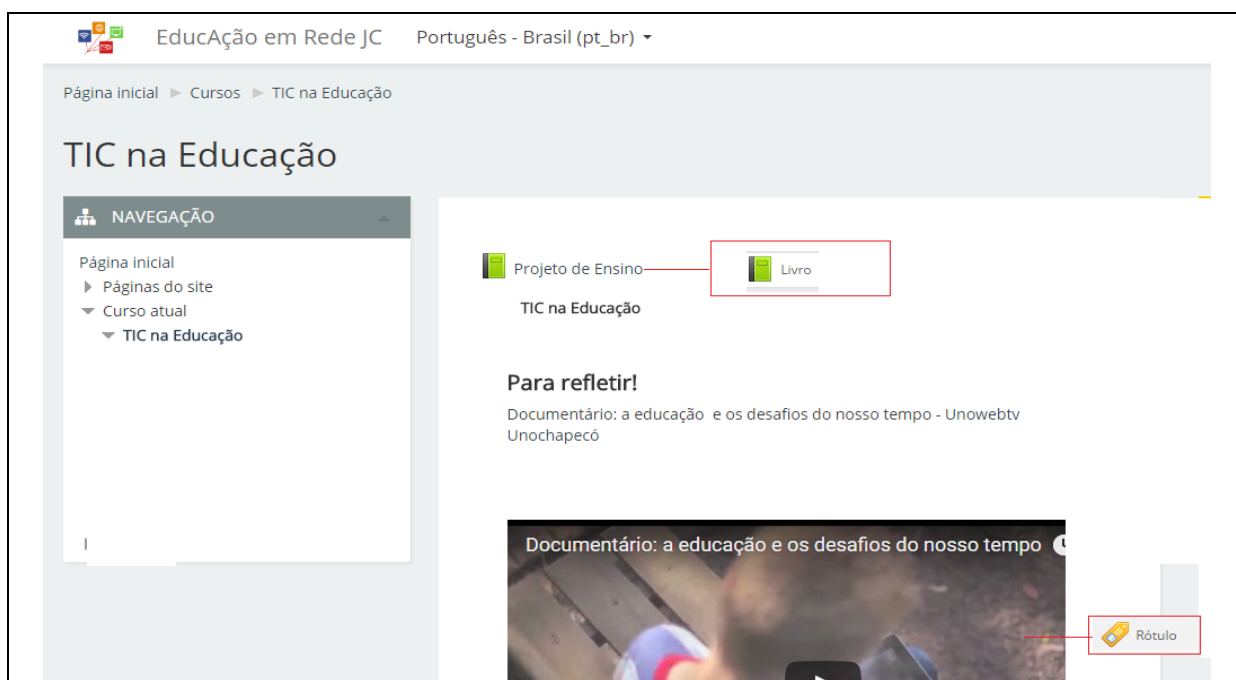 EducAção em Rede JC Português - Brasil (pt_br)
Página inicial Cursos TIC na Educação
TIC na Educação
NAVEGAÇÃO
Página inicial
Páginas do site
Curso atual
TIC na Educação
Projeto de Ensino
Livro
TIC na Educação
Para refletir!
Documentário: a educação e os desafios do nosso tempo - Unowebtv
Unochapecó
Documentário: a educação e os desafios do nosso tempo
Rótulo